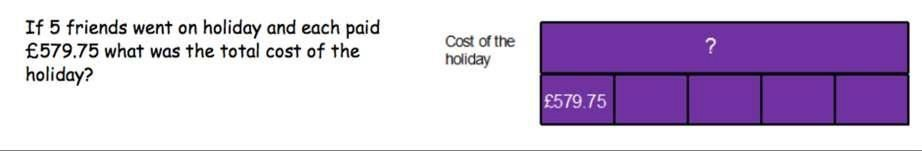 If 5 friends went on holiday and each paid
£579.75 what was the total cost of the
holiday?
Cost of the
holiday
?
£579.75